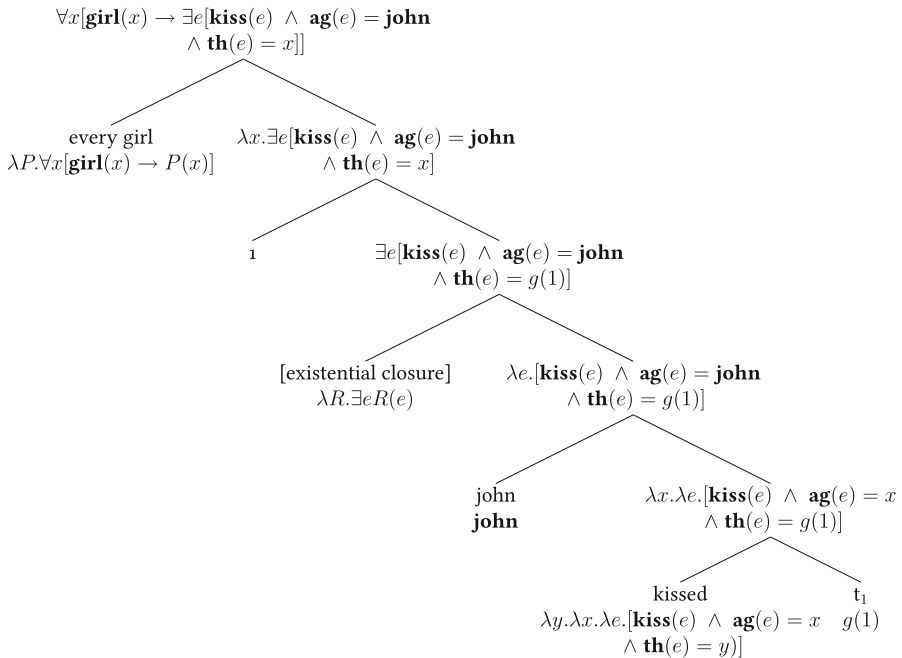 ∀x[girl(x) → ∃e[kiss(e) ∧ ag(e) = john
∧ th(e) = x]]
every girl
λP.∀x[girl(x) → P(x)]
λx.∃e[kiss(e) ∧ ag(e) = john
∧ th(e) = x]
1
∃e[kiss(e) ∧ ag(e) = john
∧ th(e) = g(1)]
[existential closure]
λR.∃eR(e)
λe.[kiss(e) ∧ ag(e) = john
∧ th(e) = g(1)]
john
john
λx.λe.[kiss(e) ∧ ag(e) = x
∧ th(e) = g(1)]
kissed
λy.λx.λe.[kiss(e) ∧ ag(e) = x
∧ th(e) = y)]
t₁
g(1)